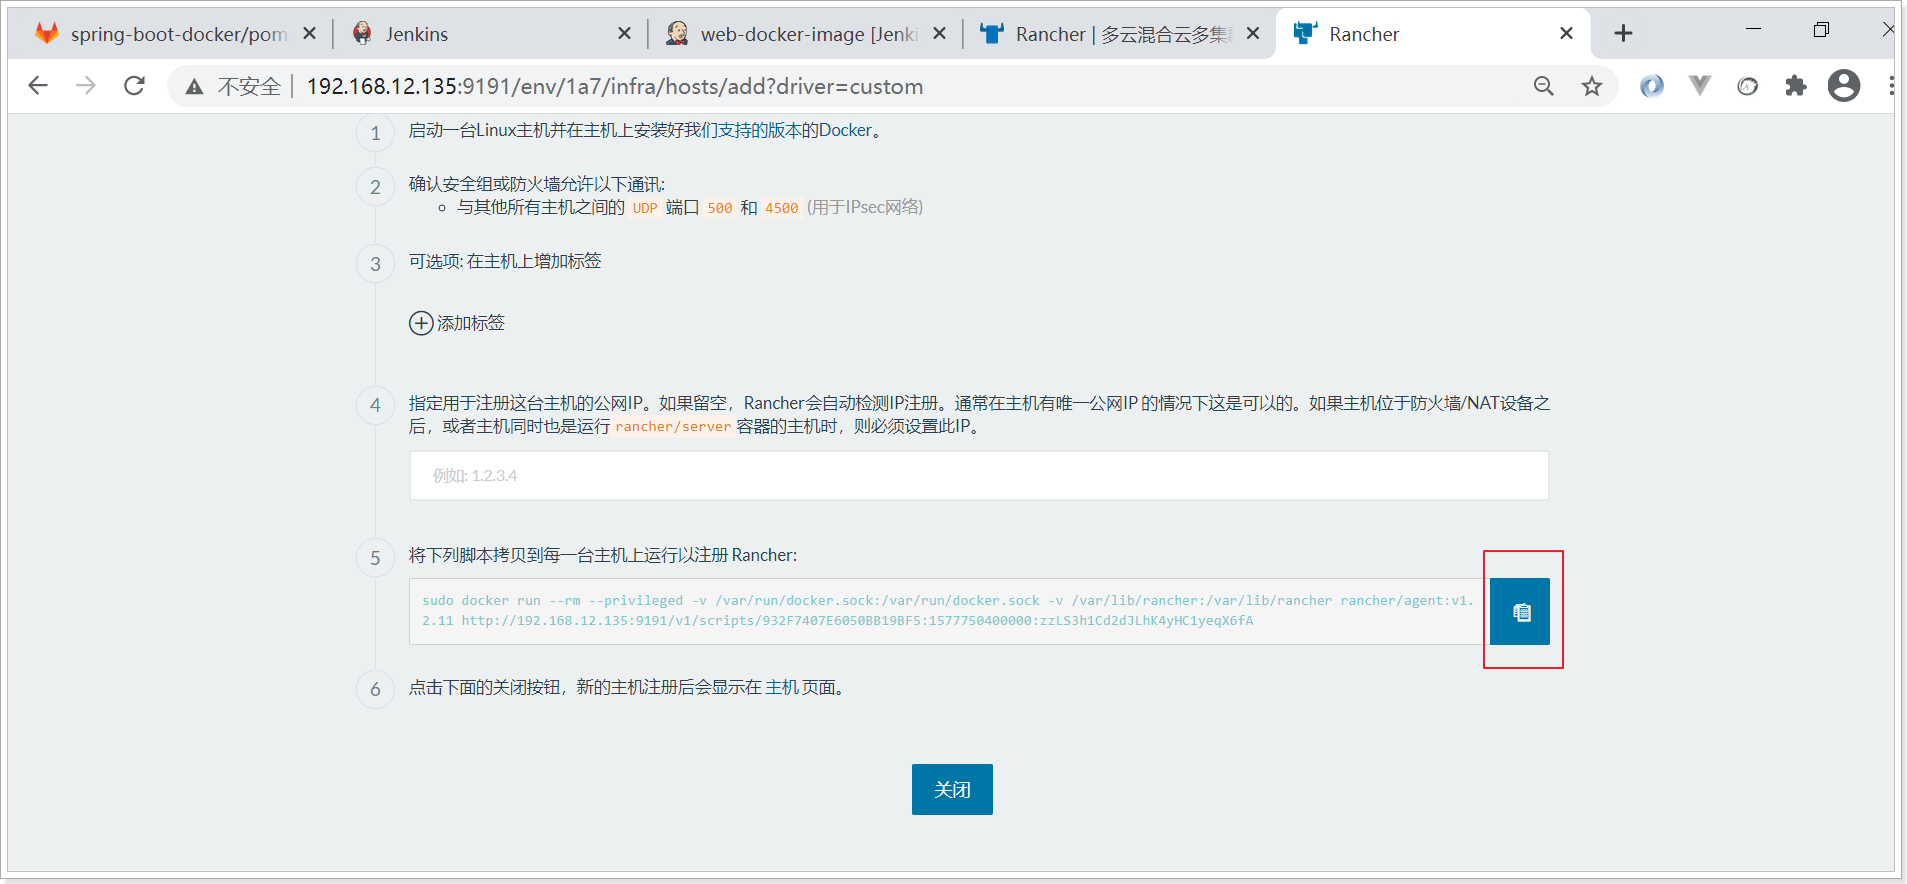 spring-boot-docker/pom
Jenkins
web-docker-image [Jenki
Rancher | 多云混合云多集
Rancher
不安全
192.168.12.135:9191/env/1a7/infra/hosts/add?driver=custom
1 启动一台Linux主机并在主机上安装好我们支持的版本的Docker。
2 确认安全组或防火墙允许以下通讯:
与其他所有主机之间的 UDP 端口 500 和 4500 (用于IPsec网络)
3 可选项: 在主机上增加标签
添加标签
4 指定用于注册这台主机的公网IP。如果留空，Rancher会自动检测IP注册。通常在主机有唯一公网IP 的情况下这是可以的。如果主机位于防火墙/NAT设备之
后，或者主机同时也是运行 rancher/server 容器的主机时，则必须设置此IP。
例如: 1.2.3.4
5 将下列脚本拷贝到每一台主机上运行以注册 Rancher:
sudo docker run --rm --privileged -v /var/run/docker.sock:/var/run/docker.sock -v /var/lib/rancher:/var/lib/rancher rancher/agent:v1.
2.11 http://192.168.12.135:9191/v1/scripts/932F7407E6050BB19BF5:1577750400000:zzLS3h1Cd2dJLhK4yHC1yeqX6fA
6 点击下面的关闭按钮，新的主机注册后会显示在 主机 页面。
关闭